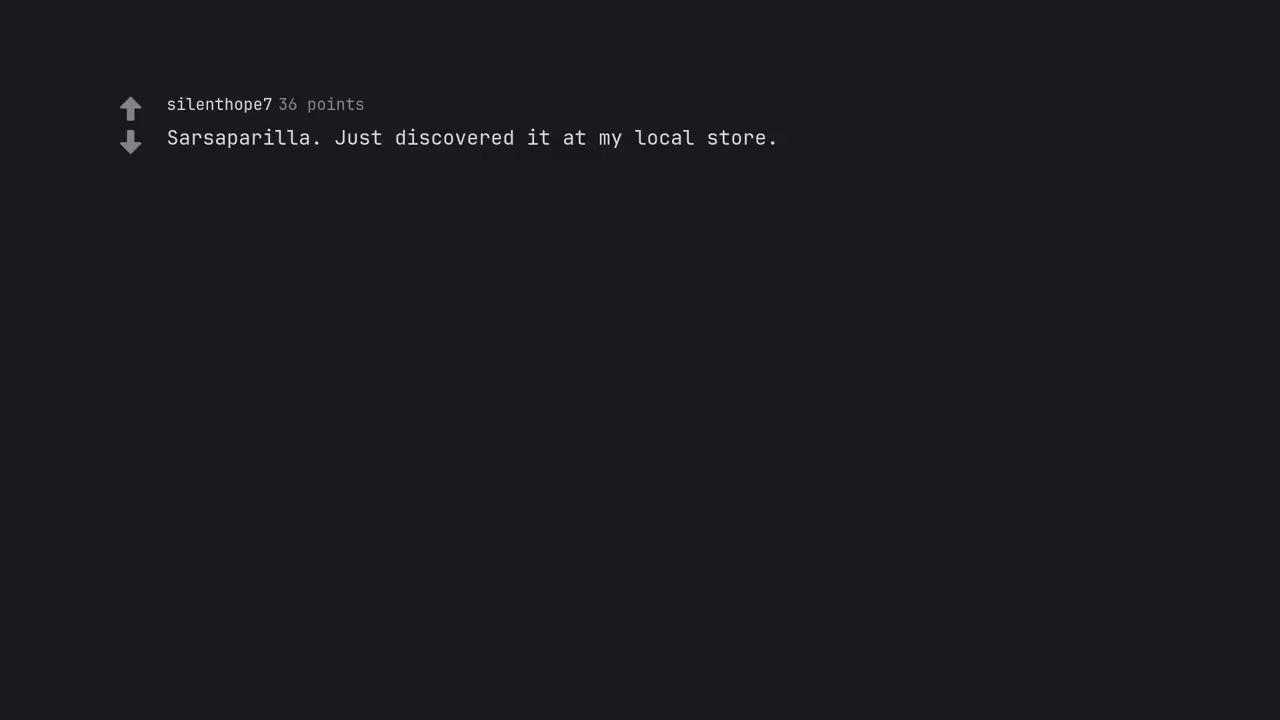 silenthope7 36 points
Sarsaparilla. Just discovered it at my local store.